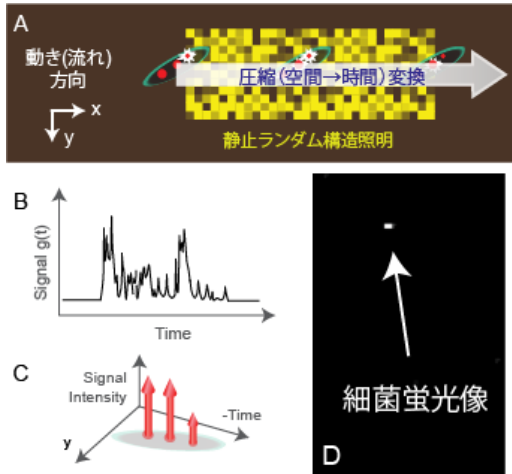 A
動き(流れ)
方向
x
y
圧縮(空間→時間)変換
静止ランダム構造照明
B
Signal g(t)
Time
C
Signal
Intensity
-Time
y
細菌蛍光像
D